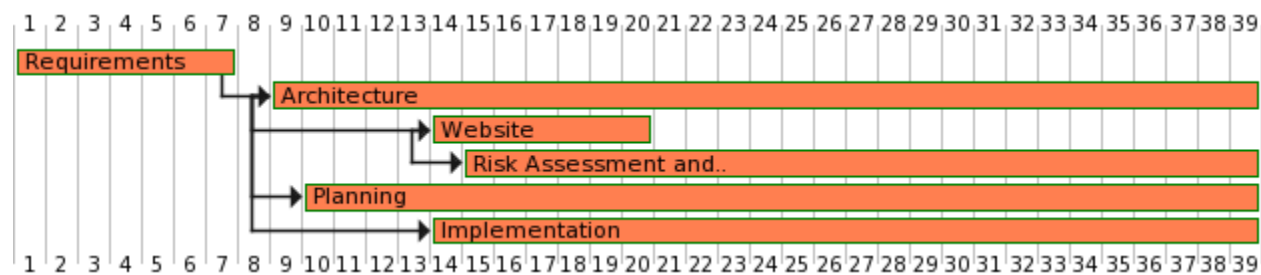 1 2 3 4 5 6 7 8 9 10 11 12 13 14 15 16 17 18 19 20 21 22 23 24 25 26 27 28 29 30 31 32 33 34 35 36 37 38 39
Requirements
Architecture
Website
Risk Assessment and..
Planning
Implementation
1 2 3 4 5 6 7 8 9 10 11 12 13 14 15 16 17 18 19 20 21 22 23 24 25 26 27 28 29 30 31 32 33 34 35 36 37 38 39